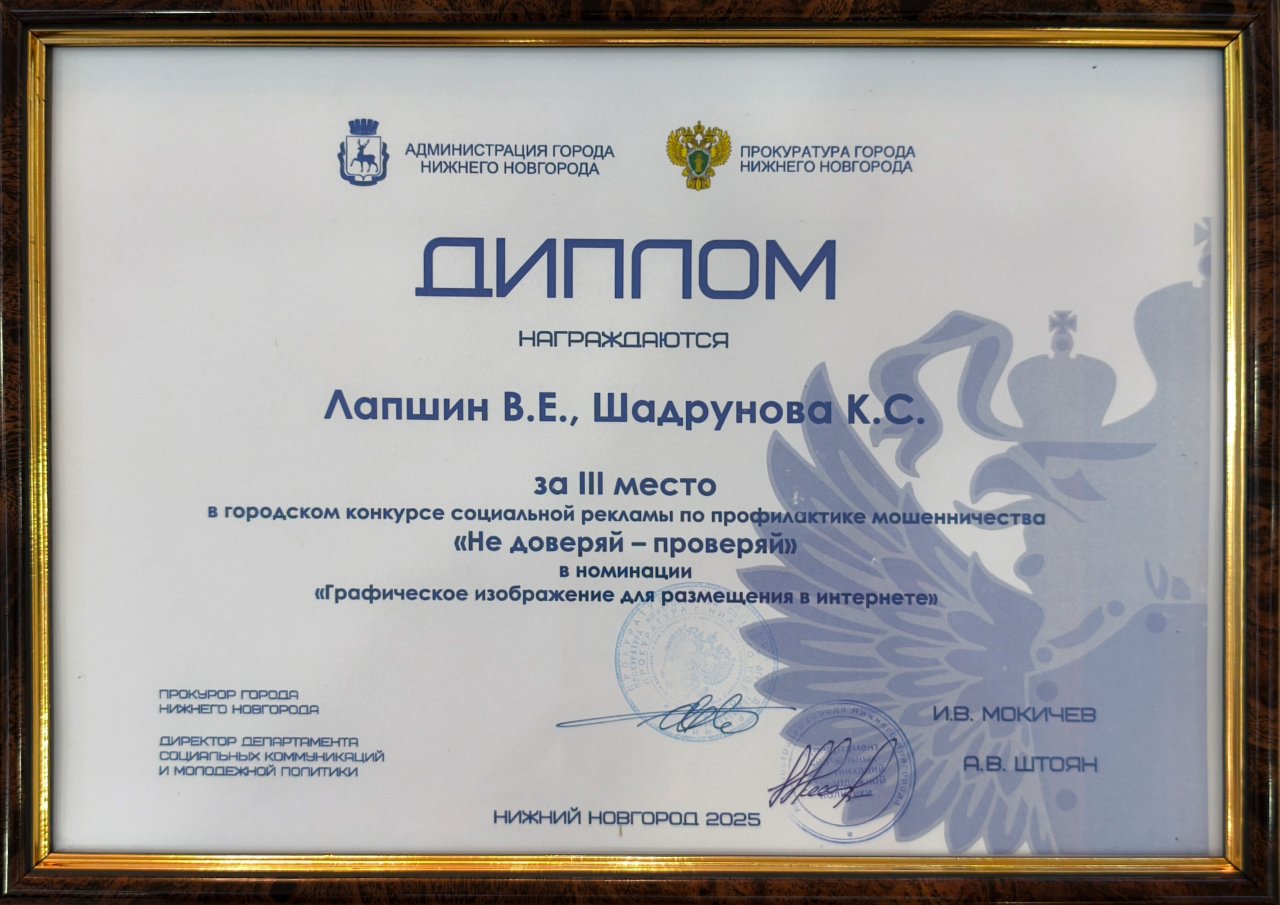 АДМИНИСТРАЦИЯ ГОРОДА
НИЖНЕГО НОВГОРОДА
ПРОКУРАТУРА ГОРОДА
НИЖНЕГО НОВГОРОДА
ДИПЛОМ
НАГРАЖДАЮТСЯ
Лапшин В.Е., Шадрунова К.С.
за III место
в городском конкурсе социальной рекламы по профилактике мошенничества
«Не доверяй – проверяй»
в номинации
«Графическое изображение для размещения в интернете»
ПРОКУРОР ГОРОДА
НИЖНЕГО НОВГОРОДА
И.В. МОКИЧЕВ
ДИРЕКТОР ДЕПАРТАМЕНТА
СОЦИАЛЬНЫХ КОММУНИКАЦИЙ
И МОЛОДЕЖНОЙ ПОЛИТИКИ
А.В. ШТОЯН
НИЖНИЙ НОВГОРОД 2025